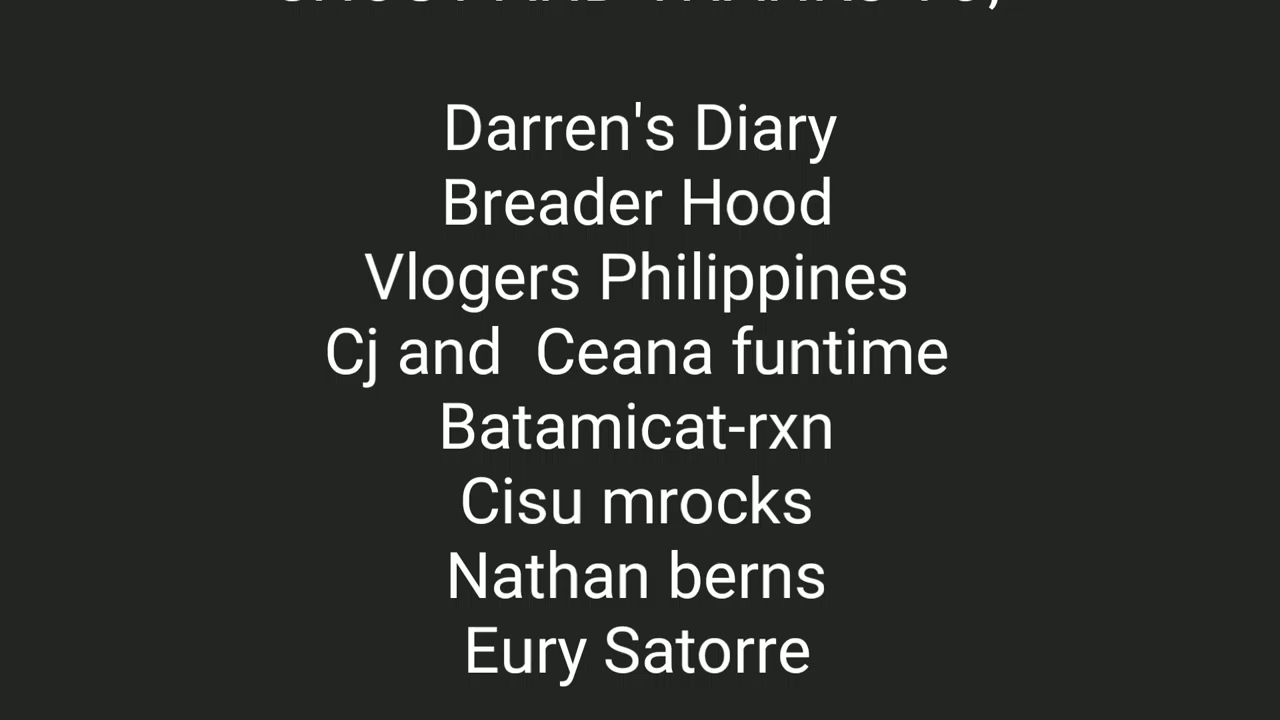 Darren's Diary
Breader Hood
Vlogers Philippines
Cj and  Ceana funtime
Batamicat-rxn
Cisu mrocks
Nathan berns
Eury Satorre